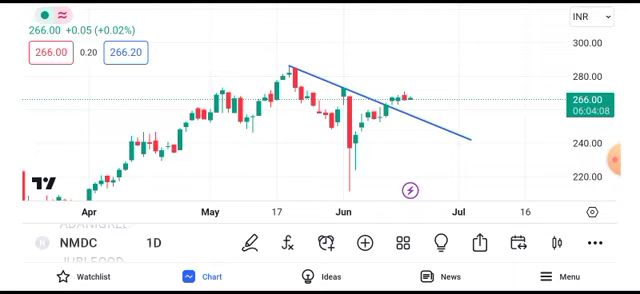 INR
266.00 +0.05 (+0.02%)
266.00 0.20 266.20
300.00
280.00
266.00
06:04:08
240.00
220.00
Apr May 17 Jun Jul 16
NMDC 1D
Watchlist Chart Ideas News Menu